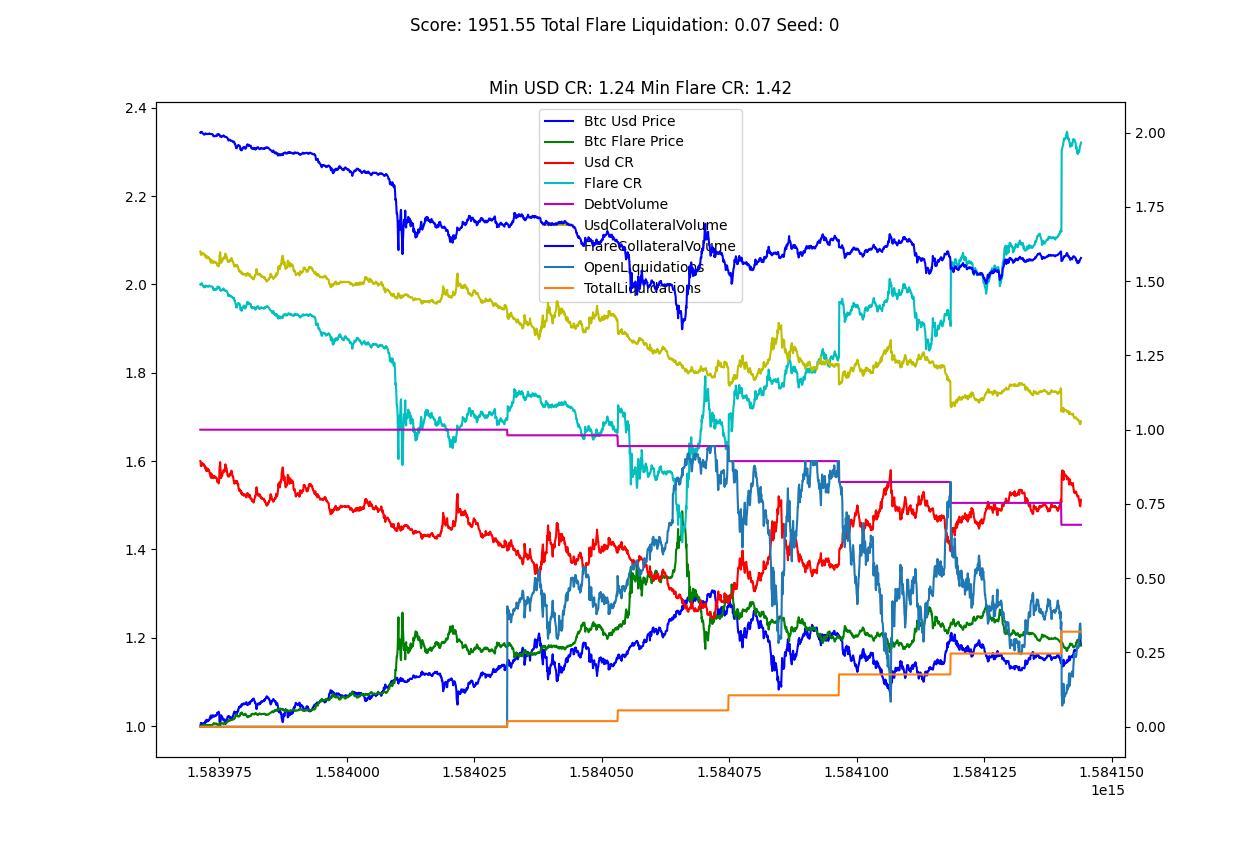 Score: 1951.55 Total Flare Liquidation: 0.07 Seed: 0
Min USD CR: 1.24 Min Flare CR: 1.42
2.4
2.2
2.0
1.8
1.6
1.4
1.2
1.0
Btc Usd Price
Btc Flare Price
Usd CR
Flare CR
DebtVolume
UsdCollateralVolume
FlareCollateralVolume
OpenLiquidations
TotalLiquidations
2.00
1.75
1.50
1.25
1.00
0.75
0.50
0.25
0.00
1.583975 1.584000 1.584025 1.584050 1.584075 1.584100 1.584125 1.584150
1e15